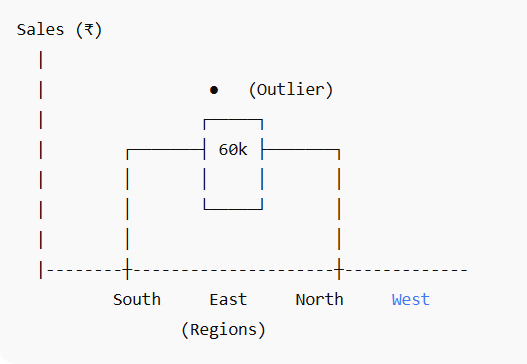 Sales (₹)
● (Outlier)
60k
South East North West
(Regions)